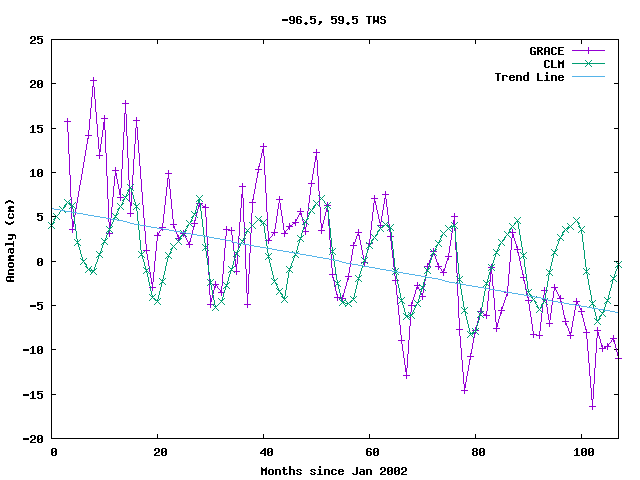 -96.5, 59.5 TWS
GRACE
CLM
Trend Line
25
20
15
10
5
0
-5
-10
-15
-20
Anomaly (cm)
0 20 40 60 80 100
Months since Jan 2002